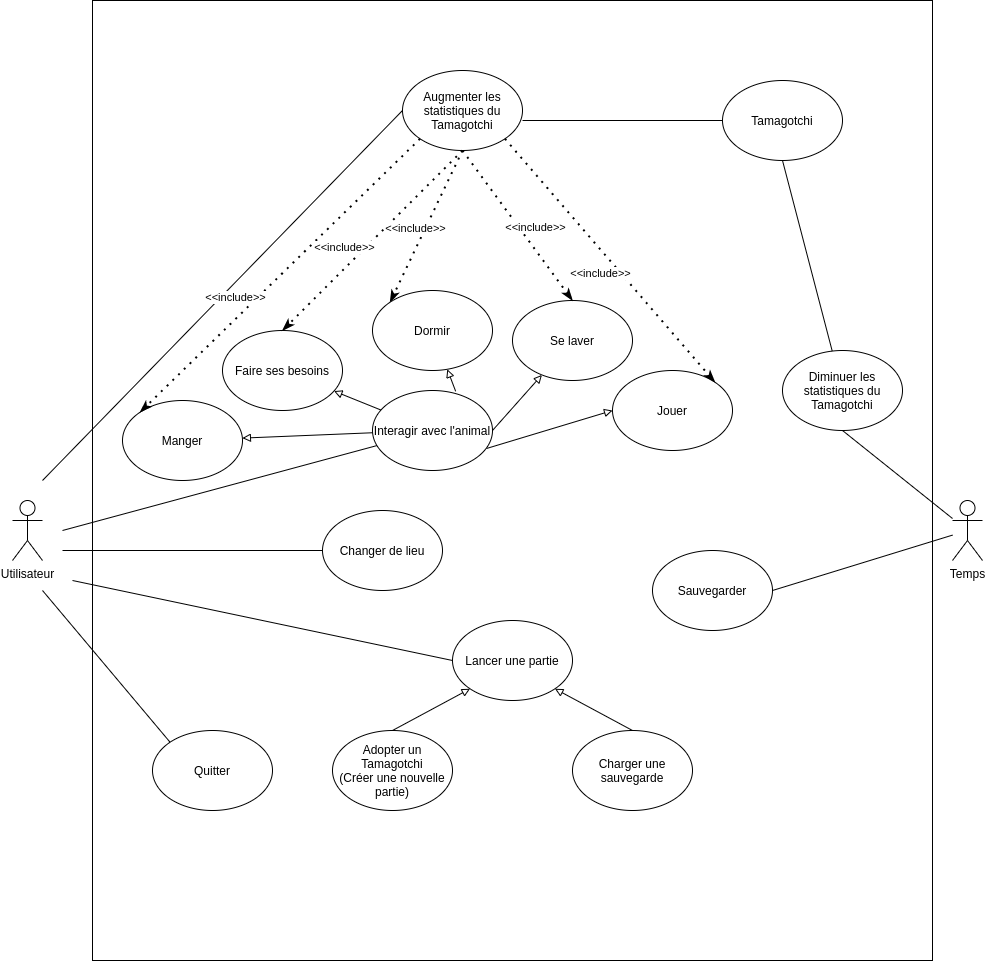 Augmenter les
statistiques du
Tamagotchi
Tamagotchi
<<include>>
<<include>>
<<include>>
<<include>>
<<include>>
Dormir
Se laver
Faire ses besoins
Diminuer les
statistiques du
Tamagotchi
Jouer
Manger
Interagir avec l'animal
Utilisateur
Changer de lieu
Temps
Sauvegarder
Lancer une partie
Quitter
Adopter un
Tamagotchi
(Créer une nouvelle
partie)
Charger une
sauvegarde